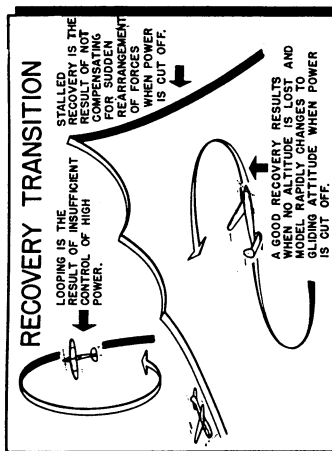 RECOVERY TRANSITION
LOOPING IS THE
RESULT OF INSUFFICIENT
CONTROL OF HIGH
POWER.
STALLED
RECOVERY IS THE
RESULT OF NOT
COMPENSATING
FOR SUDDEN
REARRANGEMENT
OF FORCES
WHEN POWER
IS CUT OFF.
A GOOD RECOVERY RESULTS
WHEN NO ALTITUDE IS LOST AND
MODEL RAPIDLY CHANGES TO
GLIDING ATTITUDE WHEN POWER
IS CUT OFF.